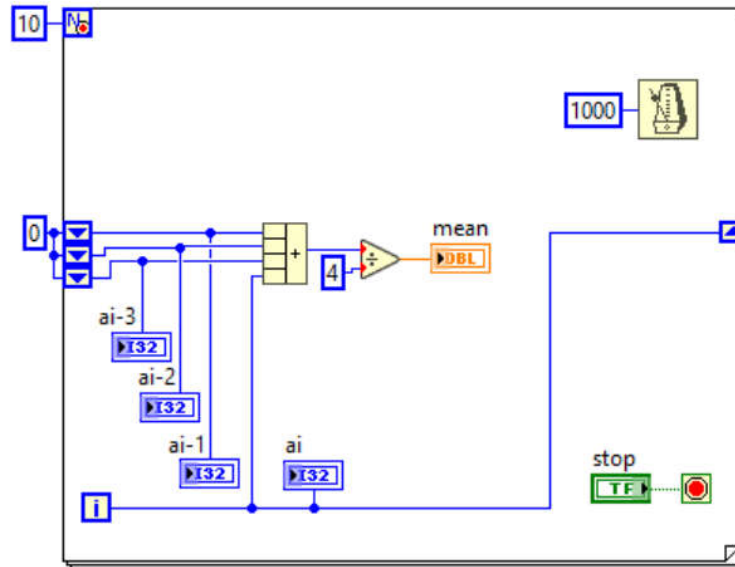 10
N
1000
0
+
÷
4
mean
DBL
ai-3
I32
ai-2
I32
ai-1
I32
ai
I32
stop
TF
i